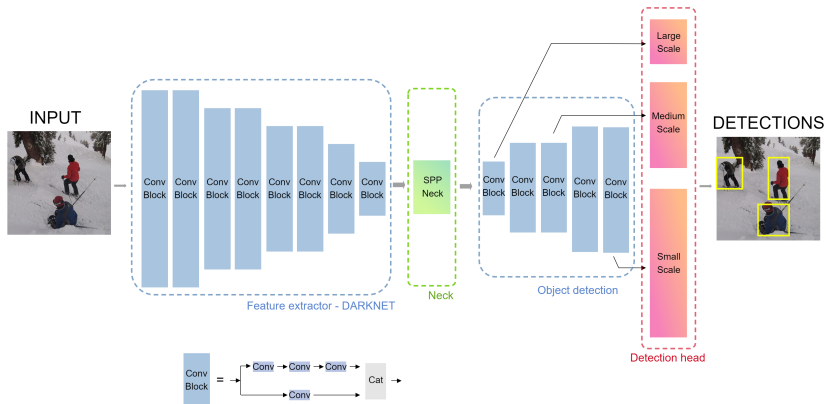 INPUT
Conv
Block
Conv
Block
Conv
Block
Conv
Block
Conv
Block
Conv
Block
Conv
Block
Conv
Block
Feature extractor - DARKNET
SPP
Neck
Neck
Conv
Block
Conv
Block
Conv
Block
Conv
Block
Conv
Block
Object detection
Large
Scale
Medium
Scale
Small
Scale
Detection head
DETECTIONS
Conv
Block
=
Conv
Conv
Conv
Conv
Cat